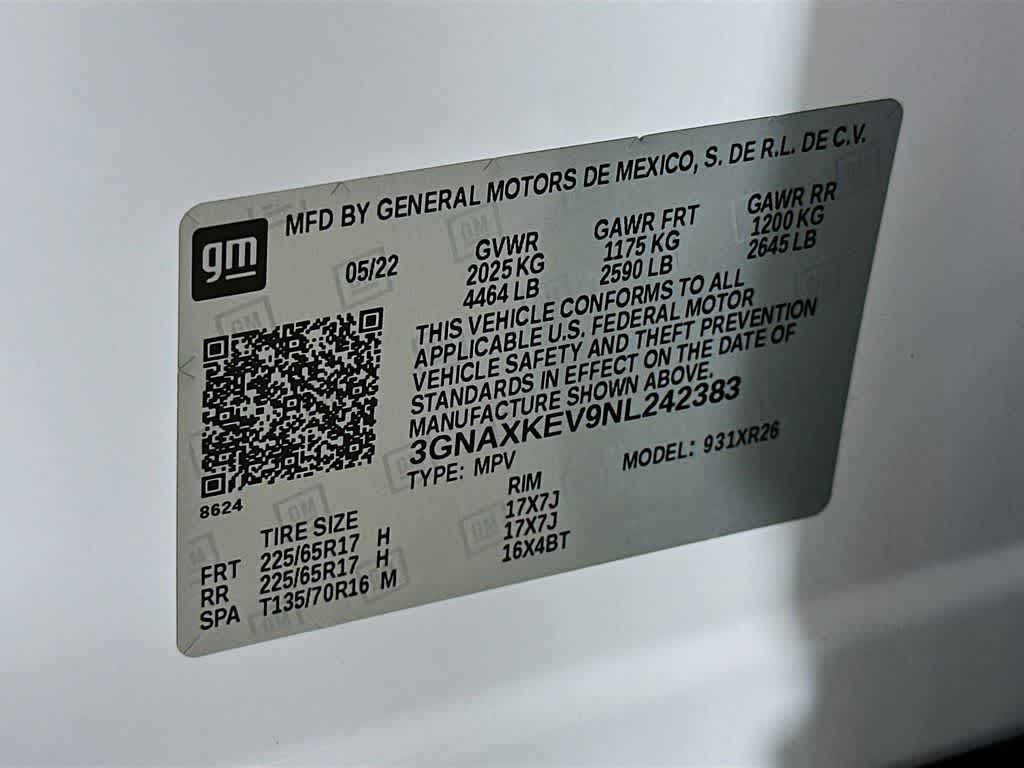 MFD BY GENERAL MOTORS DE MEXICO, S. DE R.L. DE C.V.
gm
05/22
GVWR
2025 KG
4464 LB
GAWR FRT
1175 KG
2590 LB
GAWR RR
1200 KG
2645 LB
THIS VEHICLE CONFORMS TO ALL
APPLICABLE U.S. FEDERAL MOTOR
VEHICLE SAFETY AND THEFT PREVENTION
STANDARDS IN EFFECT ON THE DATE OF
MANUFACTURE SHOWN ABOVE.
3GNAXKEV9NL242383
TYPE: MPV MODEL: 931XR26
8624
TIRE SIZE RIM
FRT 225/65R17 H 17X7J
RR 225/65R17 H 17X7J
SPA T135/70R16 M 16X4BT